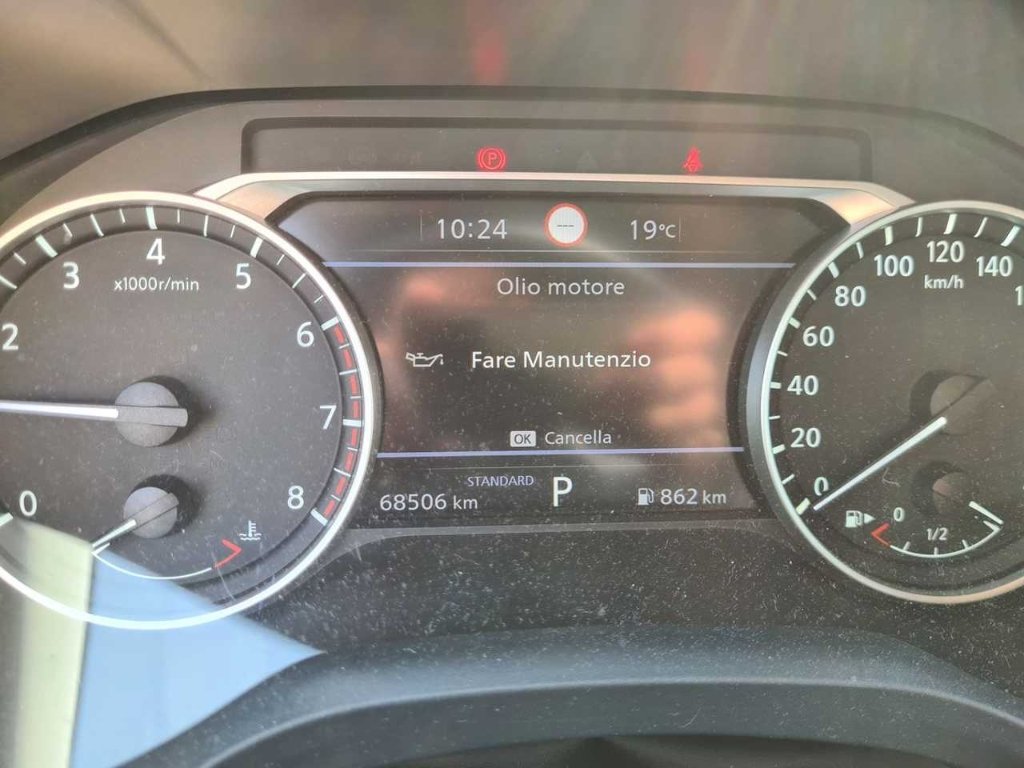 P
10:24
---
19°C
Olio motore
Fare Manutenzio
OK Cancella
STANDARD
P
68506 km
862 km
0
2
3
4
5
6
7
8
x1000r/min
0
20
40
60
80
100
120
140
1
km/h
0
1/2